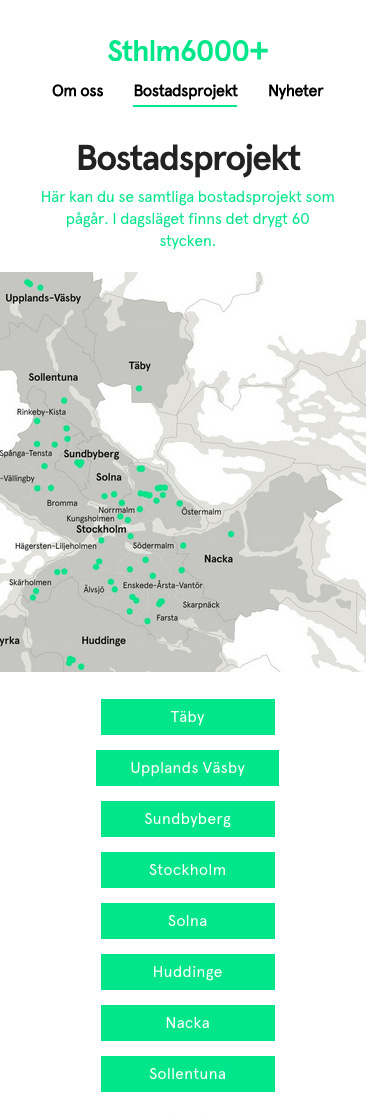 Sthlm6000+
Om oss Bostadsprojekt Nyheter
Bostadsprojekt
Här kan du se samtliga bostadsprojekt som
pågår. I dagsläget finns det drygt 60
stycken.
Upplands-Väsby
Täby
Sollentuna
Rinkeby-Kista
Spånga-Tensta
Sundbyberg
Solna
-Vällingby
Bromma
Norrmalm
Östermalm
Kungsholmen
Stockholm
Hägersten-Liljeholmen
Södermalm
Nacka
Skärholmen
Älvsjö
Enskede-Årsta-Vantör
Skarpnäck
Farsta
yrka
Huddinge
Täby
Upplands Väsby
Sundbyberg
Stockholm
Solna
Huddinge
Nacka
Sollentuna